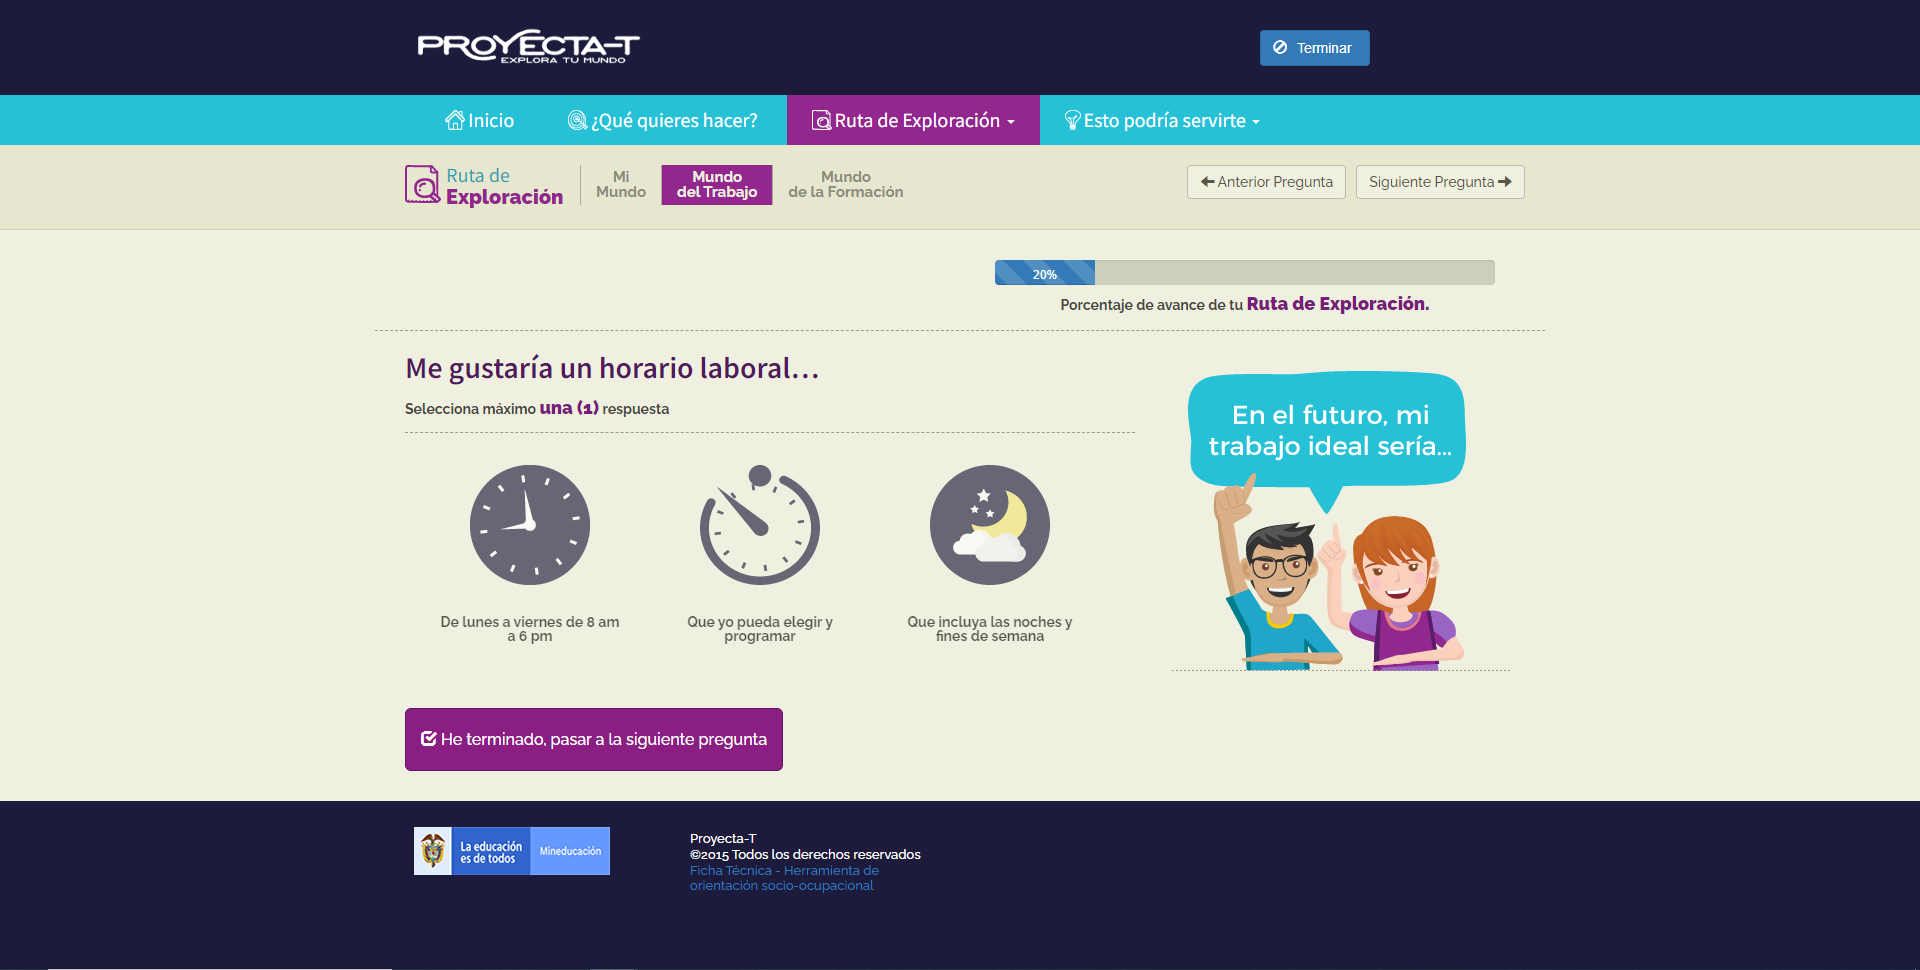 PROYECTA-T
EXPLORA TU MUNDO
Terminar
Inicio
¿Qué quieres hacer?
Ruta de Exploración
Esto podría servirte
Ruta de
Exploración
Mi
Mundo
Mundo
del Trabajo
Mundo
de la Formación
Anterior Pregunta
Siguiente Pregunta
20%
Porcentaje de avance de tu Ruta de Exploración.
Me gustaría un horario laboral...
Selecciona máximo una (1) respuesta
De lunes a viernes de 8 am
a 6 pm
Que yo pueda elegir y
programar
Que incluya las noches y
fines de semana
En el futuro, mi
trabajo ideal sería...
He terminado, pasar a la siguiente pregunta
La educación
es de todos
Mineducación
Proyecta-T
©2015 Todos los derechos reservados
Ficha Técnica - Herramienta de
orientación socio-ocupacional